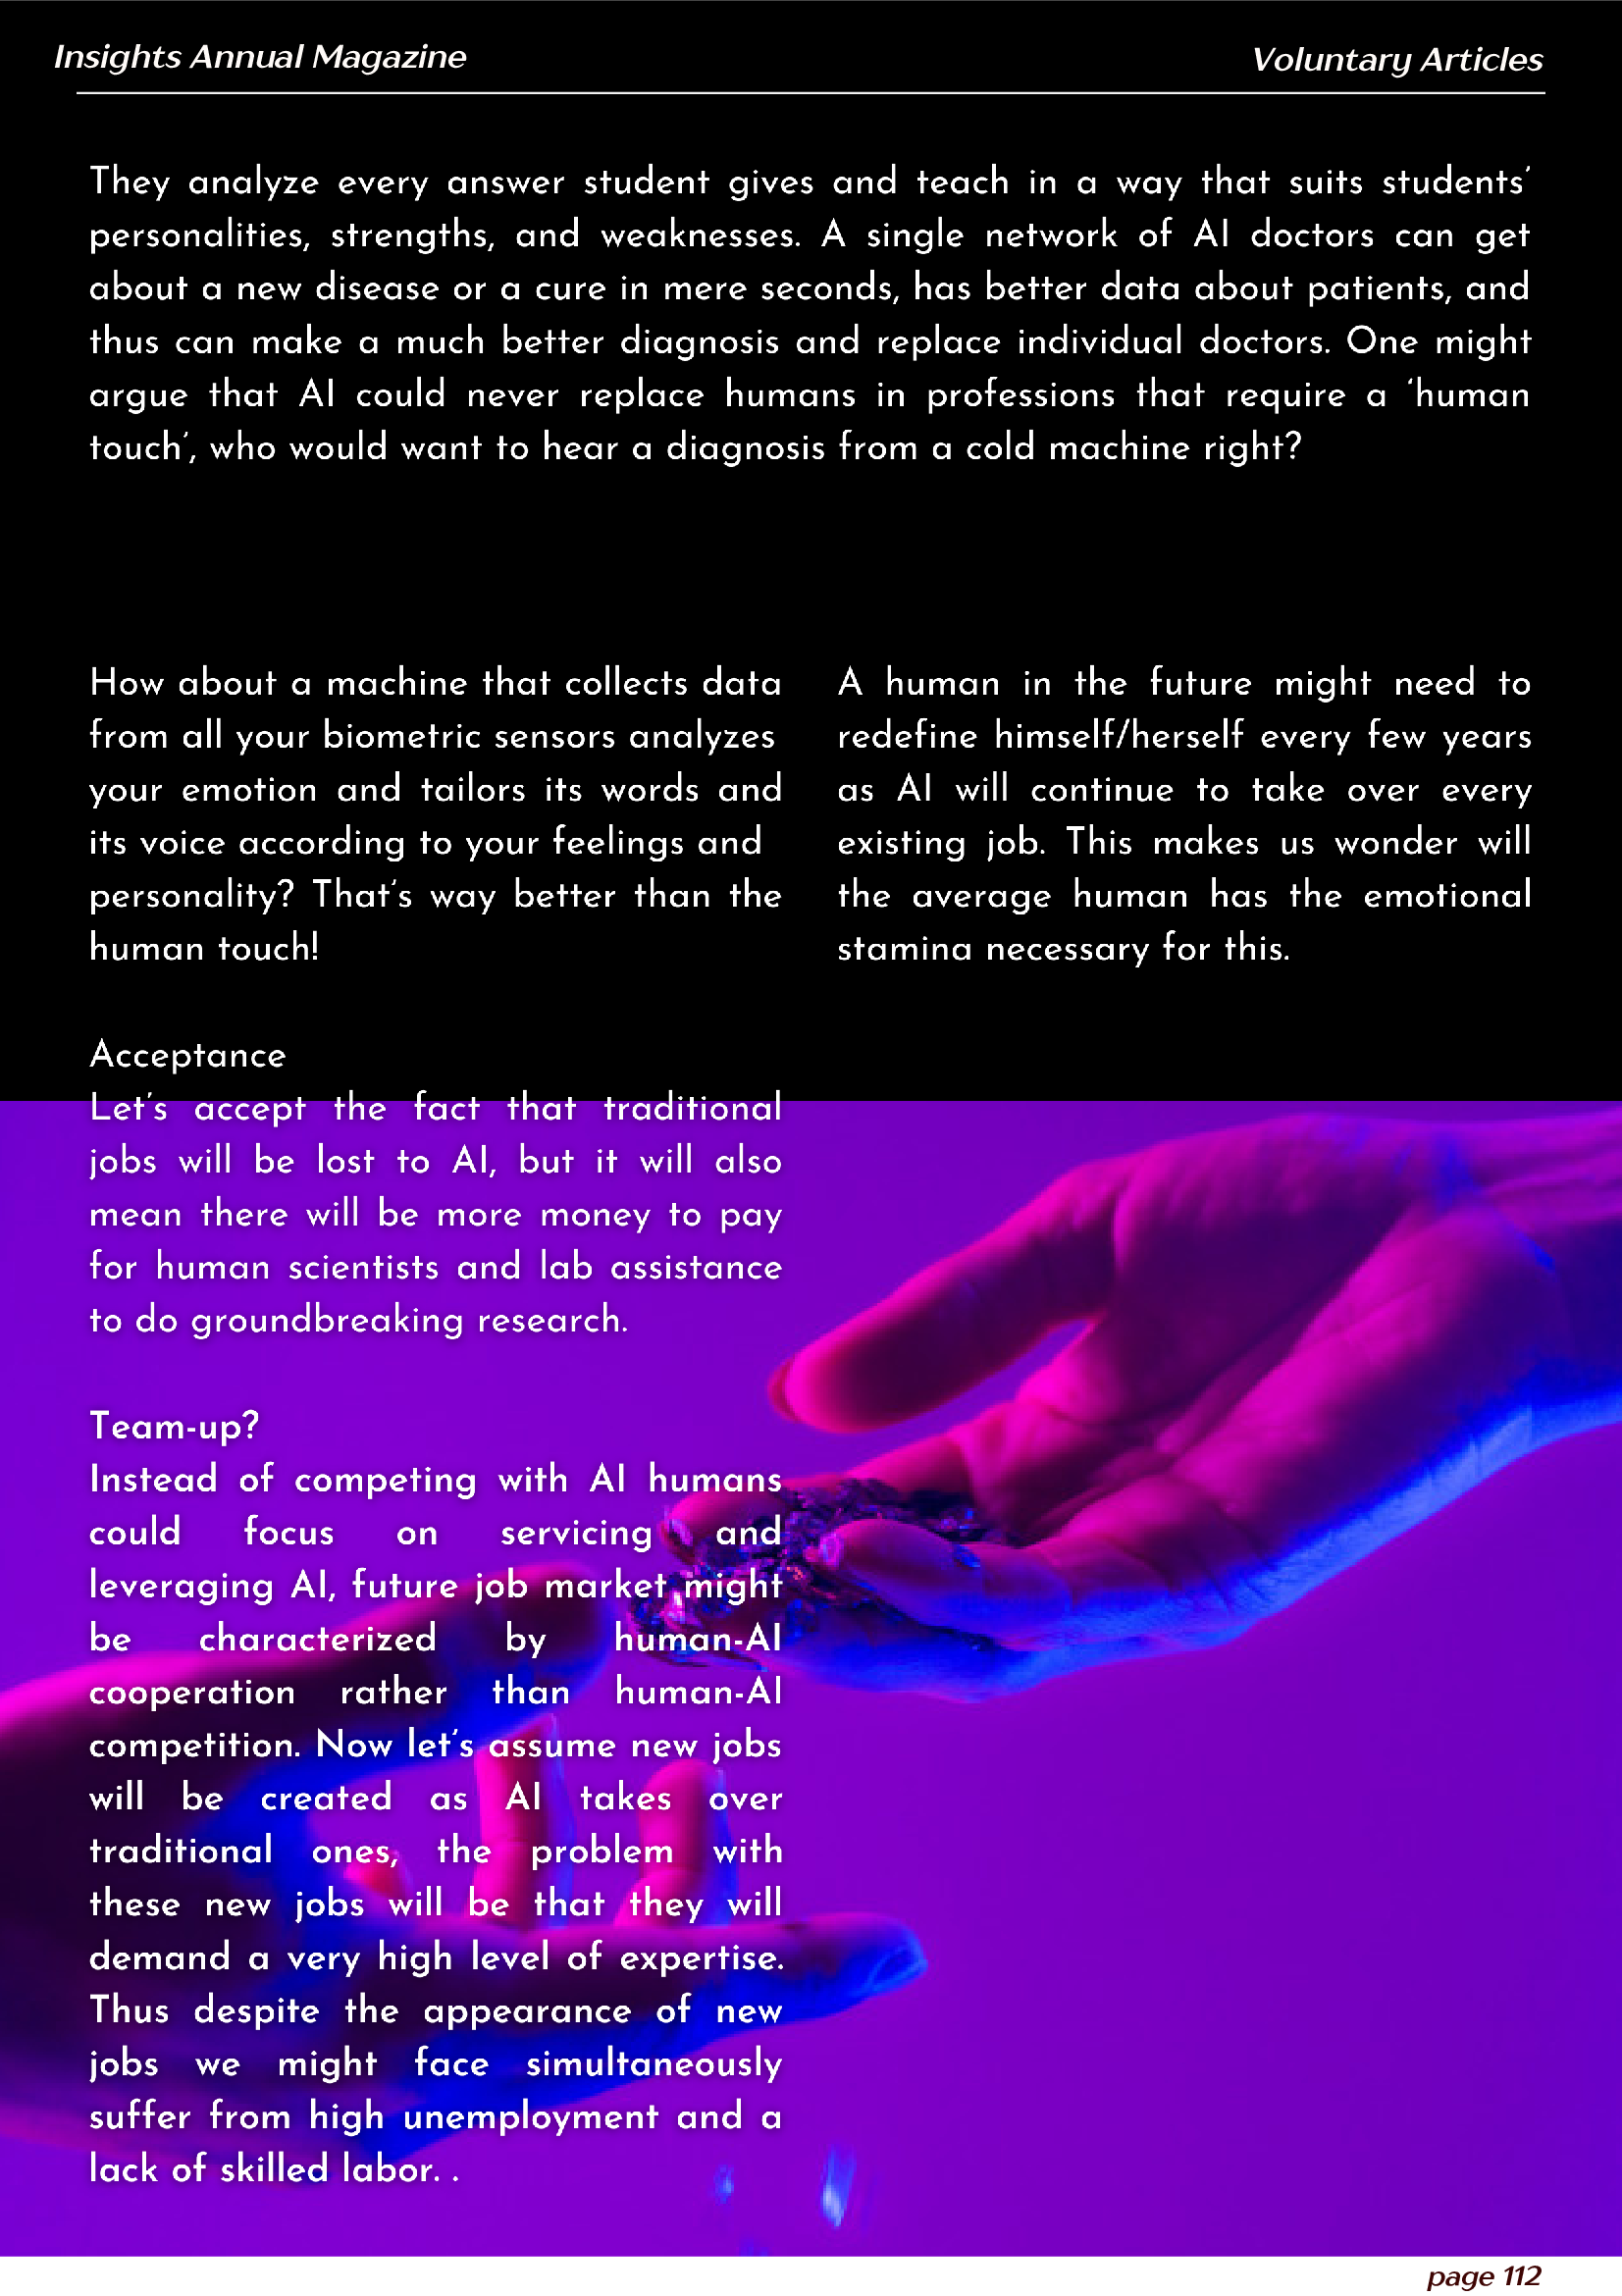 Insights Annual Magazine
Voluntary Articles
They analyze every answer student gives and teach in a way that suits students’
personalities, strengths, and weaknesses. A single network of AI doctors can get
about a new disease or a cure in mere seconds, has better data about patients, and
thus can make a much better diagnosis and replace individual doctors. One might
argue that AI could never replace humans in professions that require a ‘human
touch’, who would want to hear a diagnosis from a cold machine right?
How about a machine that collects data
from all your biometric sensors analyzes
your emotion and tailors its words and
its voice according to your feelings and
personality? That’s way better than the
human touch!
Acceptance
Let’s accept the fact that traditional
jobs will be lost to AI, but it will also
mean there will be more money to pay
for human scientists and lab assistance
to do groundbreaking research.
Team-up?
Instead of competing with AI humans
could focus on servicing and
leveraging AI, future job market might
be characterized by human-AI
cooperation rather than human-AI
competition. Now let’s assume new jobs
will be created as AI takes over
traditional ones, the problem with
these new jobs will be that they will
demand a very high level of expertise.
Thus despite the appearance of new
jobs we might face simultaneously
suffer from high unemployment and a
lack of skilled labor. .
A human in the future might need to
redefine himself/herself every few years
as AI will continue to take over every
existing job. This makes us wonder will
the average human has the emotional
stamina necessary for this.
page 112